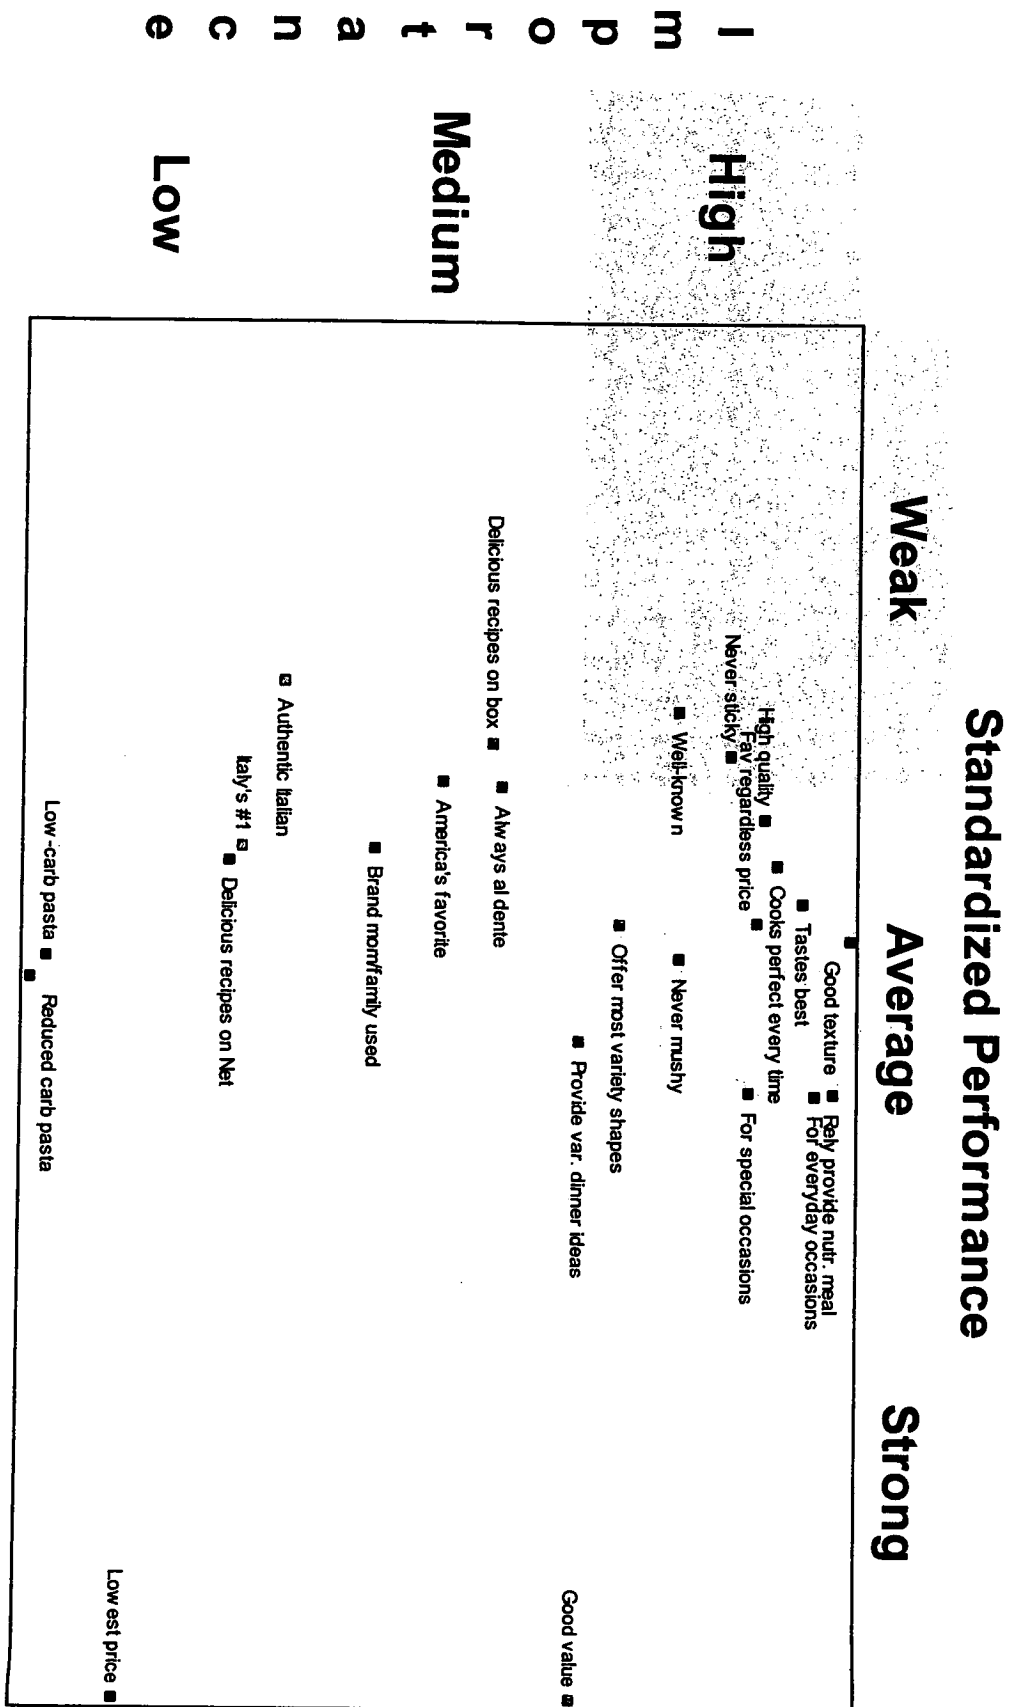 Standardized Performance
Weak
Average
Strong
Importance
High
Medium
Low
Good texture
Rely provide nutr. meal
For everyday occasions
Tastes best
Cooks perfect every time
High quality
Fav regardless price
For special occasions
Never sticky
Well-known
Never mushy
Offer most variety shapes
Provide var. dinner ideas
Good value
Always al dente
Delicious recipes on box
America's favorite
Brand mom/family used
Authentic Italian
Italy's #1
Delicious recipes on Net
Lowest price
Low-carb pasta
Reduced carb pasta